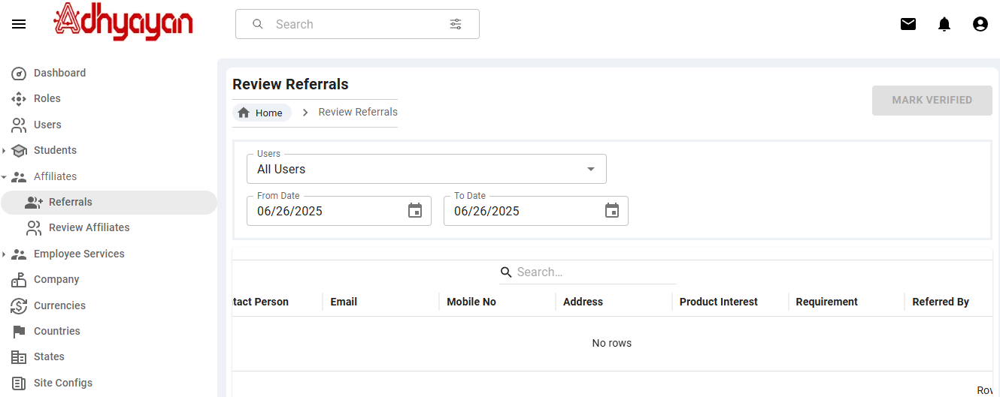 Adhyayan
Search
Dashboard
Roles
Users
Students
Affiliates
Referrals
Review Affiliates
Employee Services
Company
Currencies
Countries
States
Site Configs
Review Referrals
Home > Review Referrals
MARK VERIFIED
Users
All Users
From Date
06/26/2025
To Date
06/26/2025
Search…
tact Person Email Mobile No Address Product Interest Requirement Referred By
No rows